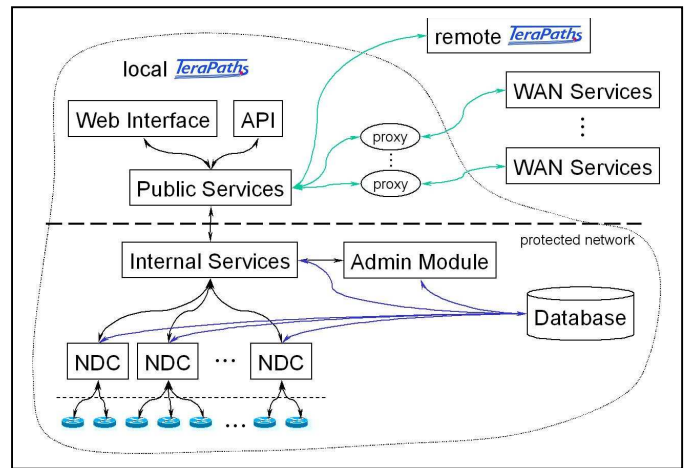 remote TeraPaths
local TeraPaths
WAN Services
Web Interface
API
proxy
⋮
⋮
proxy
WAN Services
Public Services
protected network
Internal Services
Admin Module
Database
NDC
NDC
...
NDC
...